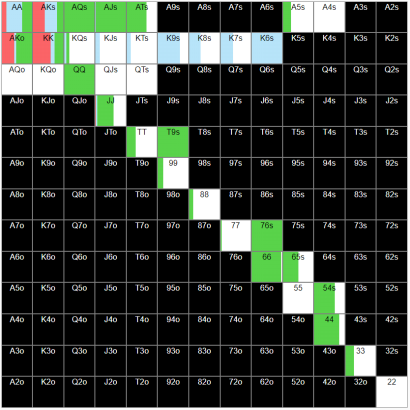 AA AKs AQs AJs ATs A9s A8s A7s A6s A5s A4s A3s A2s
AKo KK KQs KJs KTs K9s K8s K7s K6s K5s K4s K3s K2s
AQo KQo QQ QJs QTs Q9s Q8s Q7s Q6s Q5s Q4s Q3s Q2s
AJo KJo QJo JJ JTs J9s J8s J7s J6s J5s J4s J3s J2s
ATo KTo QTo JTo TT T9s T8s T7s T6s T5s T4s T3s T2s
A9o K9o Q9o J9o T9o 99 98s 97s 96s 95s 94s 93s 92s
A8o K8o Q8o J8o T8o 98o 88 87s 86s 85s 84s 83s 82s
A7o K7o Q7o J7o T7o 97o 87o 77 76s 75s 74s 73s 72s
A6o K6o Q6o J6o T6o 96o 86o 76o 66 65s 64s 63s 62s
A5o K5o Q5o J5o T5o 95o 85o 75o 65o 55 54s 53s 52s
A4o K4o Q4o J4o T4o 94o 84o 74o 64o 54o 44 43s 42s
A3o K3o Q3o J3o T3o 93o 83o 73o 63o 53o 43o 33 32s
A2o K2o Q2o J2o T2o 92o 82o 72o 62o 52o 42o 32o 22